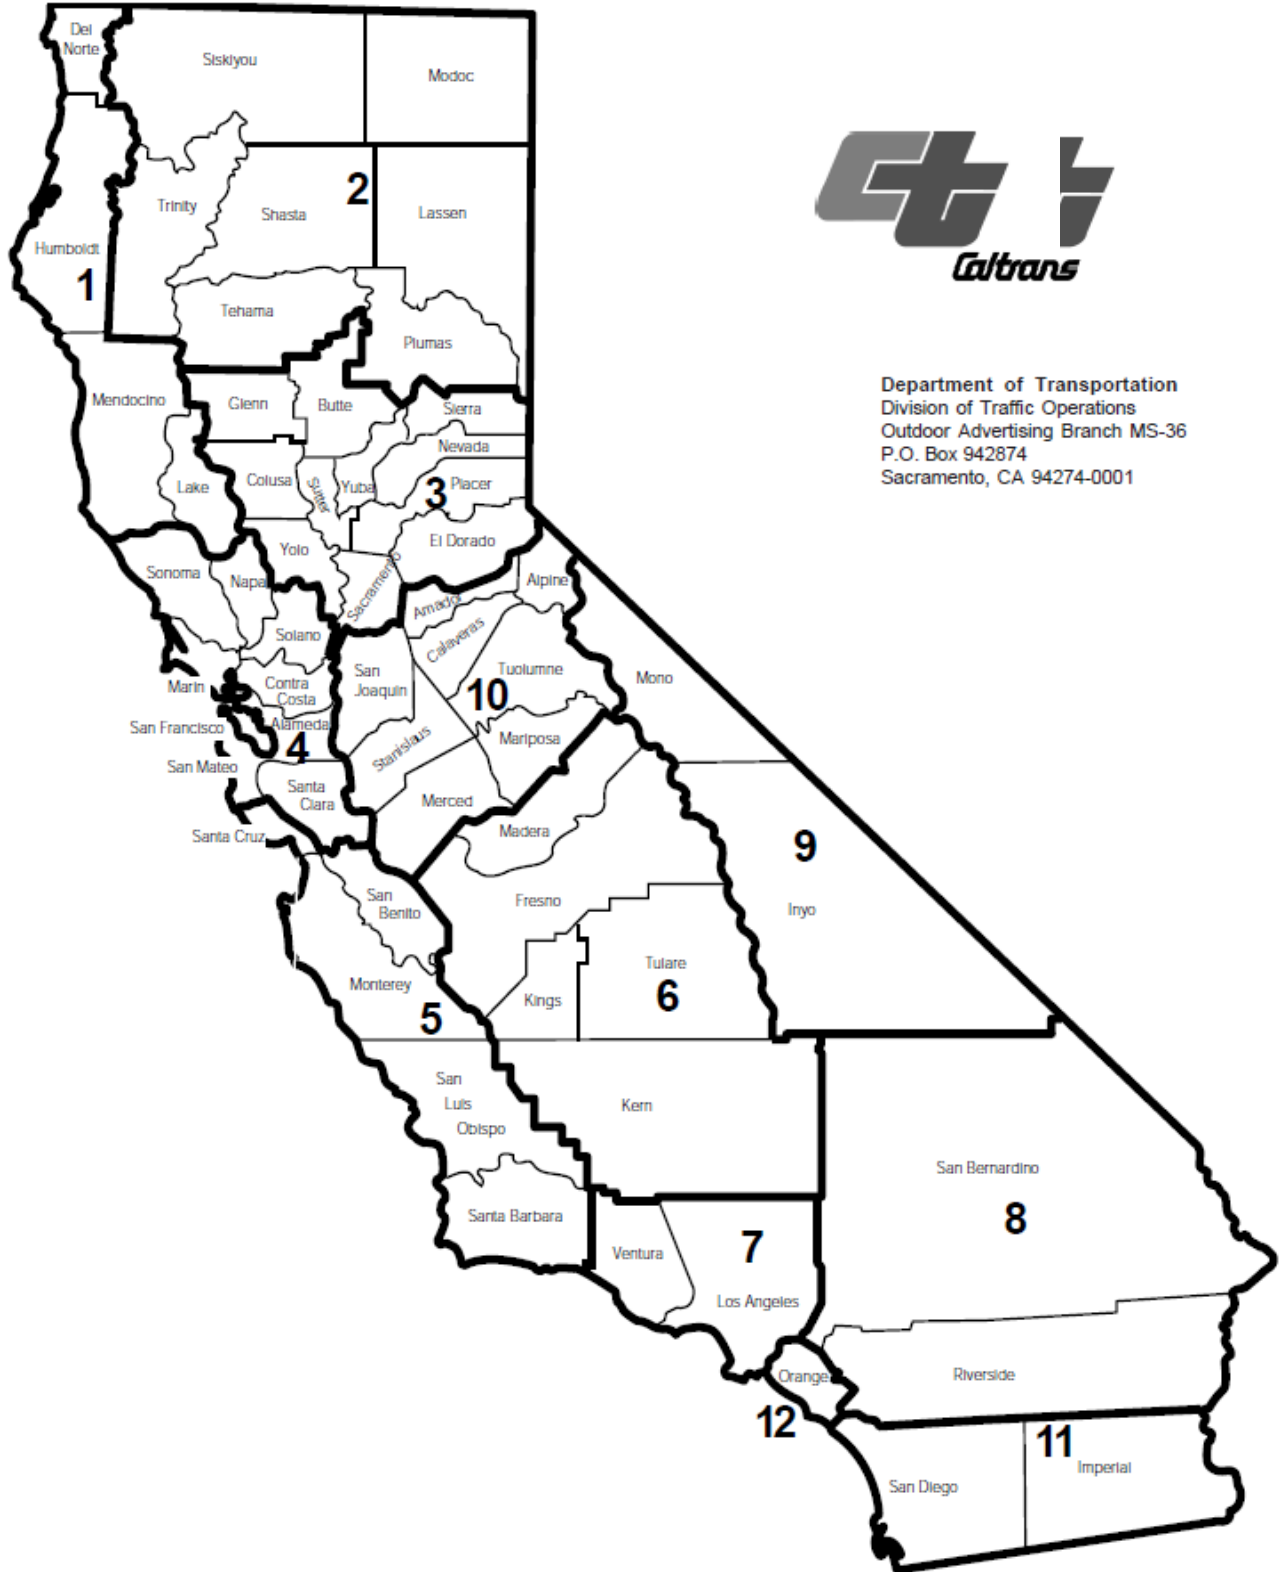 Del
Norte
Siskiyou
Modoc
Trinity
Shasta
2
Lassen
Humboldt
1
Caltrans
Tehama
Plumas
Department of Transportation
Division of Traffic Operations
Outdoor Advertising Branch MS-36
P.O. Box 942874
Sacramento, CA 94274-0001
Mendocino
Glenn
Butte
Sierra
Nevada
Lake
Colusa
Sutter
Yuba
3
Placer
Yolo
El Dorado
Sonoma
Napa
Sacramento
Alpine
Amador
Solano
Calaveras
San
Joaquin
Tuolumne
Mono
Marin
Contra
Costa
10
San Francisco
Alameda
4
Stanislaus
Mariposa
San Mateo
Santa
Clara
Merced
Santa Cruz
Madera
9
San
Benito
Fresno
Inyo
Monterey
Tulare
5
Kings
6
San
Luis
Obispo
Kern
San Bernardino
Santa Barbara
8
Ventura
7
Los Angeles
Orange
Riverside
12
11
Imperial
San Diego